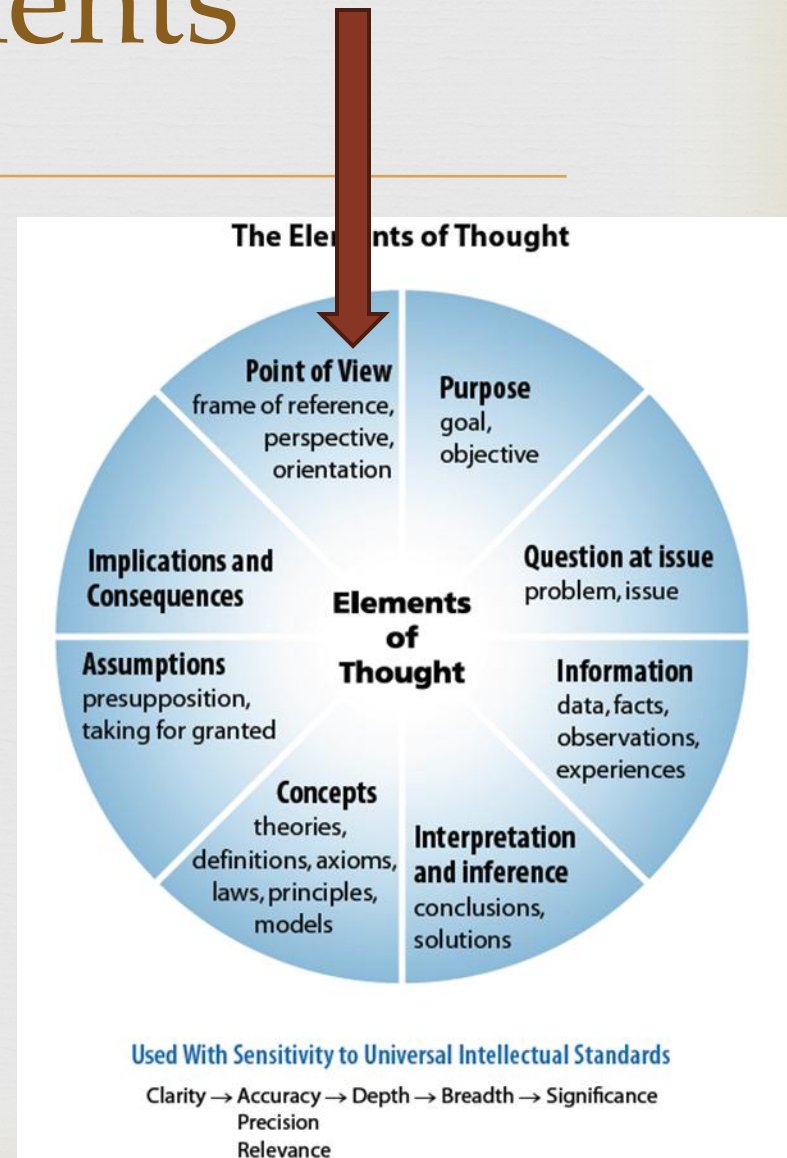 The Elements of Thought
Point of View
frame of reference,
perspective,
orientation
Purpose
goal,
objective
Question at issue
problem, issue
Information
data, facts,
observations,
experiences
Interpretation
and inference
conclusions,
solutions
Concepts
theories,
definitions, axioms,
laws, principles,
models
Assumptions
presupposition,
taking for granted
Implications and
Consequences
Elements
of
Thought
Used With Sensitivity to Universal Intellectual Standards
Clarity → Accuracy → Depth → Breadth → Significance
Precision
Relevance